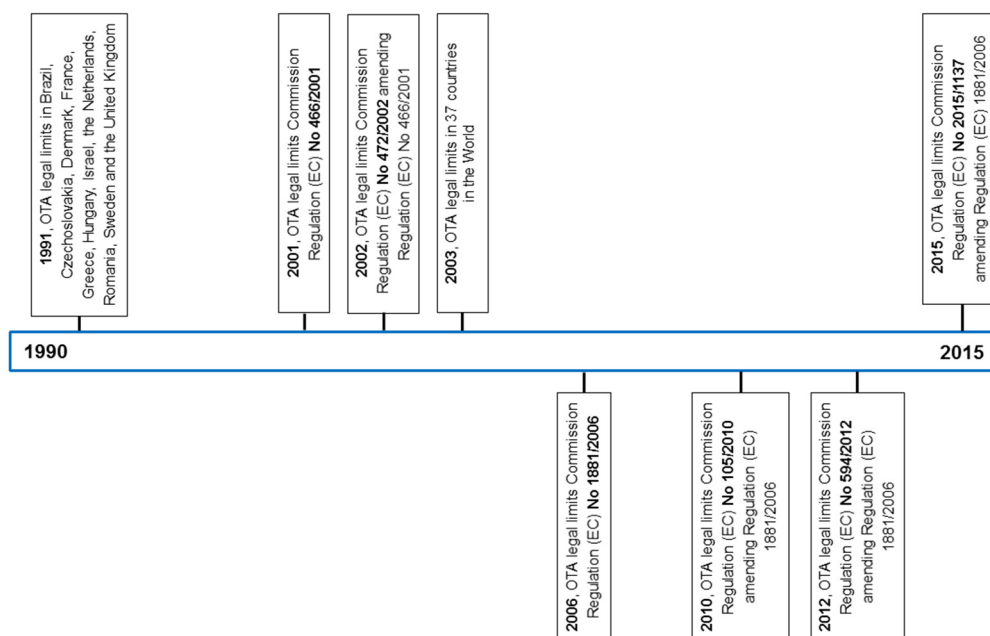 1991, OTA legal limits in Brazil,
Czechoslovakia, Denmark, France,
Greece, Hungary, Israel, the Netherlands,
Romania, Sweden and the United Kingdom
2001, OTA legal limits Commission
Regulation (EC) No 466/2001
2002, OTA legal limits Commission
Regulation (EC) No 472/2002 amending
Regulation (EC) No 466/2001
2003, OTA legal limits in 37 countries
in the World
2015, OTA legal limits Commission
Regulation (EC) No 2015/1137
amending Regulation (EC) 1881/2006
1990
2015
2006, OTA legal limits Commission
Regulation (EC) No 1881/2006
2010, OTA legal limits Commission
Regulation (EC) No 105/2010
amending Regulation (EC)
1881/2006
2012, OTA legal limits Commission
Regulation (EC) No 594/2012
amending Regulation (EC)
1881/2006